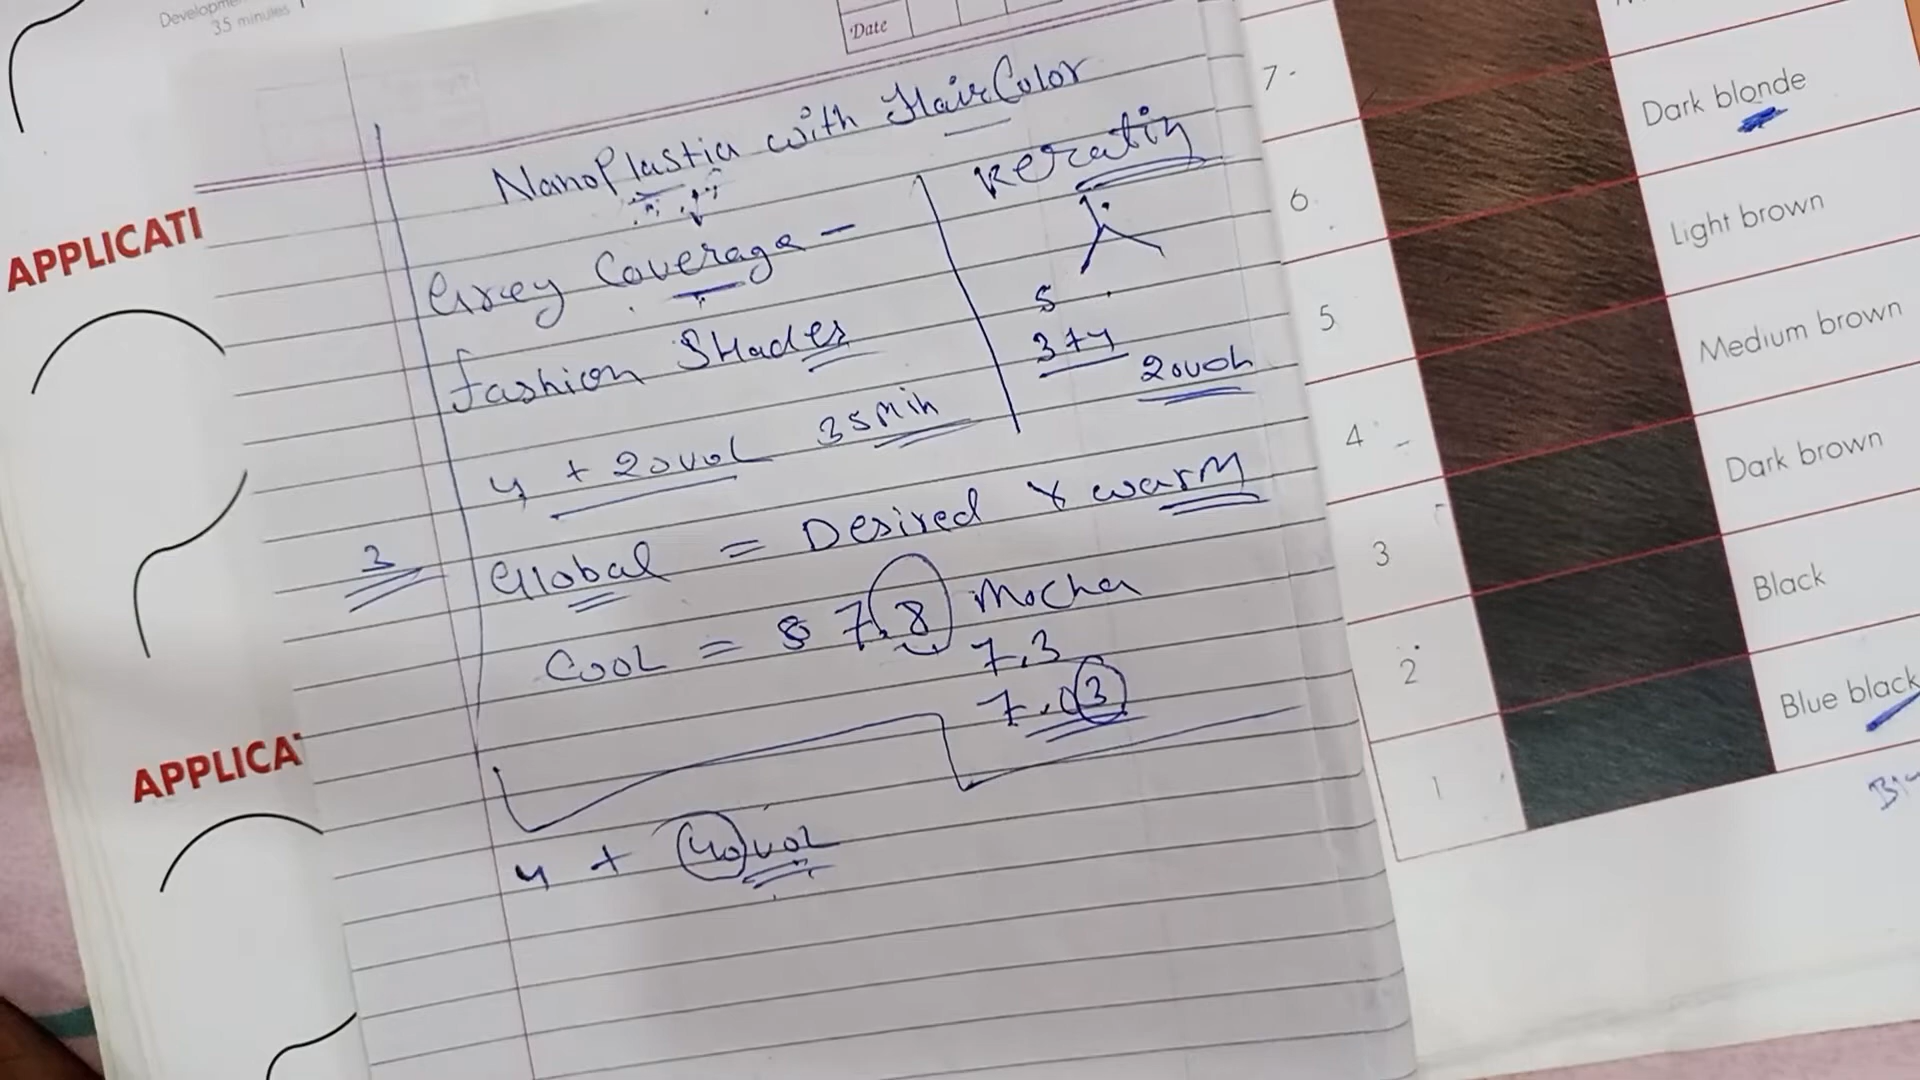 Development
35 minutes
Date
NanoPlastia with HairColor
Keratin
Grey Coverage -
fashion Shades
5
3+4
20vol
4 + 20vol 35Min
3
Global = Desired & warm
Cool = 8 7.8 Mocha
7.3
7.03
4 + 40vol
APPLICATI
APPLICA
7
Dark blonde
6
Light brown
5
Medium brown
4
Dark brown
3
Black
2
Blue black
1